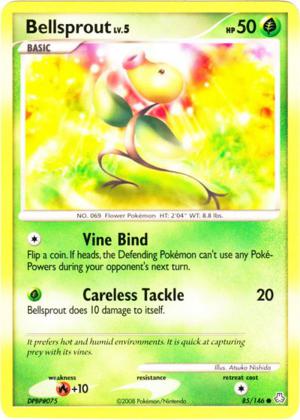 Bellsprout LV.5 HP 50
BASIC
NO. 069 Flower Pokémon HT: 2'04" WT: 8.8 lbs.
Vine Bind
Flip a coin. If heads, the Defending Pokémon can't use any Poké-
Powers during your opponent's next turn.
Careless Tackle 20
Bellsprout does 10 damage to itself.
It prefers hot and humid environments. It is quick at capturing
prey with its vines.
Illus. Atsuko Nishida
weakness resistance retreat cost
+10
DPBP#075 ©2008 Pokémon/Nintendo 85/146